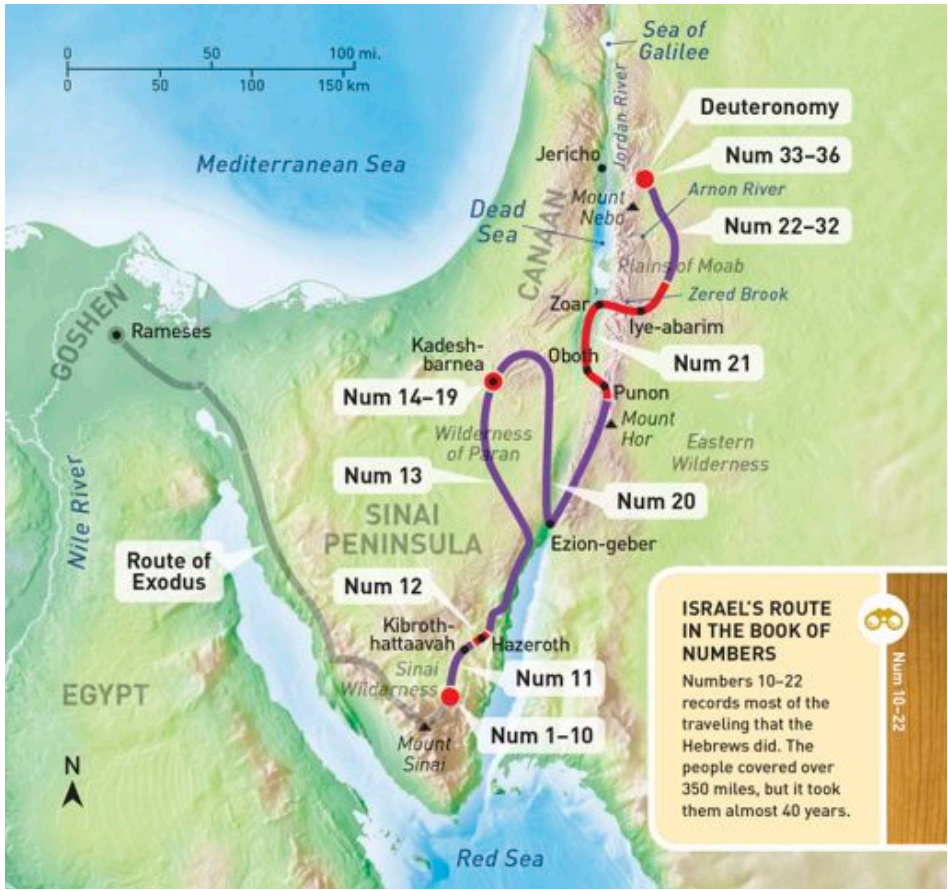 0 50 100 mi.
0 50 100 150 km
Sea of
Galilee
Jordan River
Deuteronomy
Num 33–36
Jericho
Mediterranean Sea
Arnon River
Mount
Nebo
Dead
Sea
Num 22–32
CANAAN
Plains of Moab
GOSHEN
Zered Brook
Zoar
Rameses
Iye-abarim
Kadesh-
barnea
Oboth
Num 21
Num 14–19
Punon
Mount
Hor
Wilderness
of Paran
Eastern
Wilderness
Num 13
Num 20
Nile River
SINAI
PENINSULA
Ezion-geber
Route of
Exodus
Num 12
Kibroth-
hattaavah
Hazeroth
Sinai
Wilderness
Num 11
EGYPT
Num 1–10
Mount
Sinai
N
Red Sea
ISRAEL'S ROUTE
IN THE BOOK OF
NUMBERS
Numbers 10–22
records most of the
traveling that the
Hebrews did. The
people covered over
350 miles, but it took
them almost 40 years.
Num 10–22